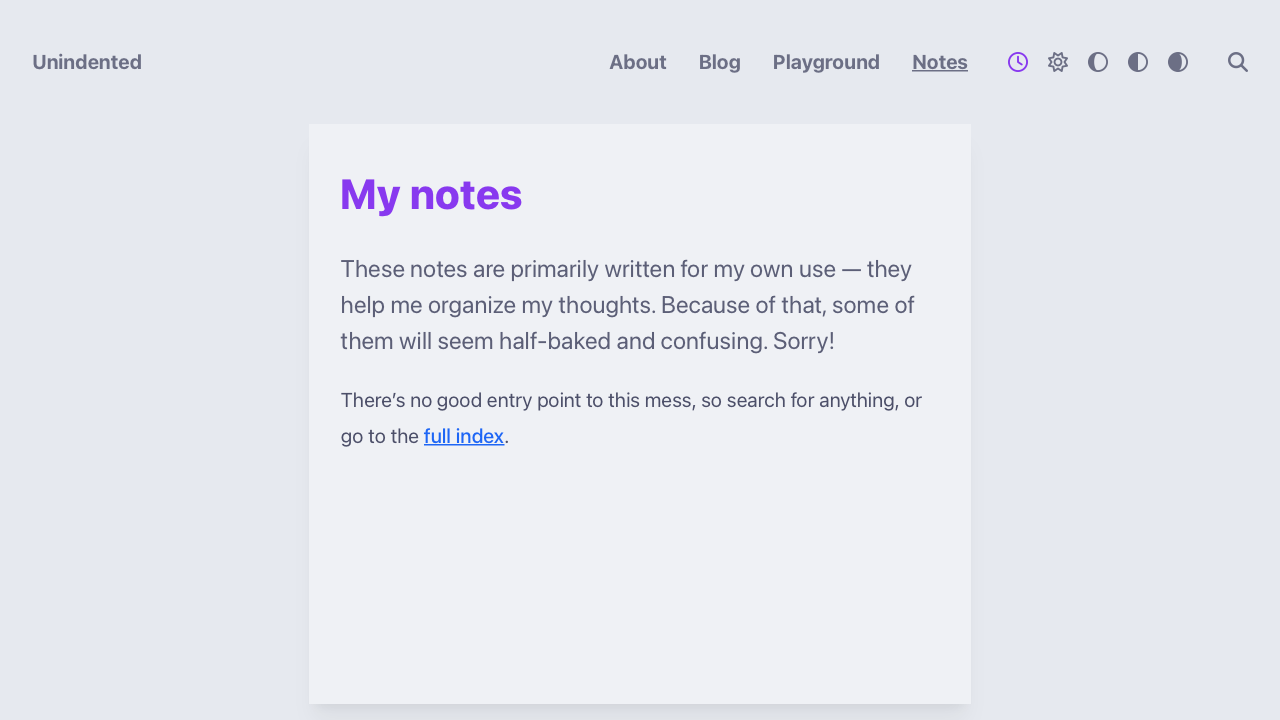 Unindented
About Blog Playground Notes
My notes
These notes are primarily written for my own use — they
help me organize my thoughts. Because of that, some of
them will seem half-baked and confusing. Sorry!
There’s no good entry point to this mess, so search for anything, or
go to the full index.